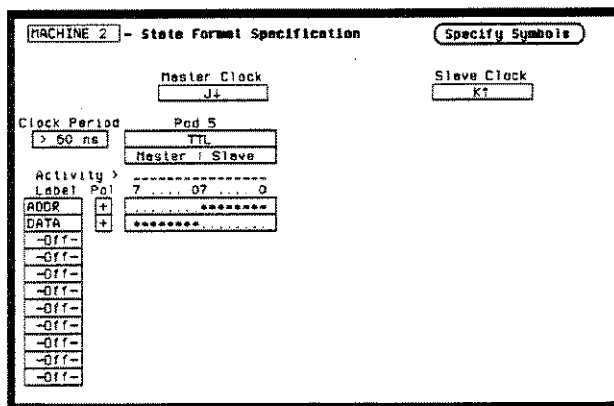 MACHINE 2 - State Format Specification Specify Symbols
Master Clock Slave Clock
J↓ K↑
Clock Period Pod 5
> 60 ns TTL
Master | Slave
Activity > ----------------
Label Pol 7 .... 07 .... 0
ADDR + ........********
DATA + ********........
-Off-
-Off-
-Off-
-Off-
-Off-
-Off-
-Off-
-Off-
-Off-